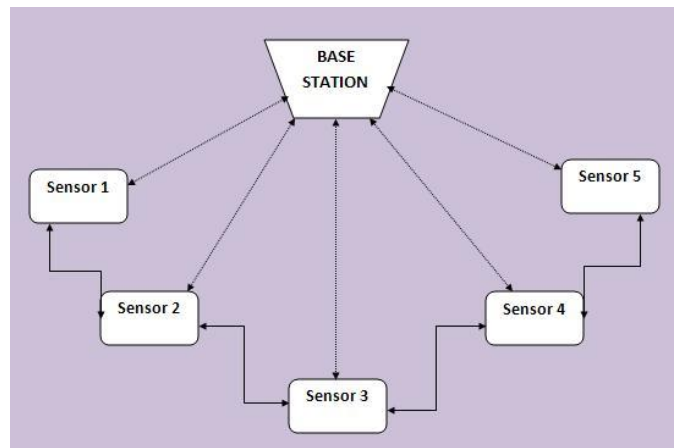 BASE
STATION
Sensor 1
Sensor 5
Sensor 2
Sensor 4
Sensor 3